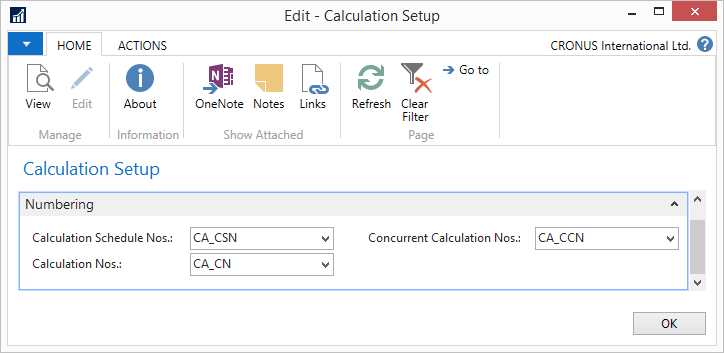 Edit - Calculation Setup
HOME ACTIONS CRONUS International Ltd. ?
View Edit About OneNote Notes Links Refresh Clear Filter Go to
Manage Information Show Attached Page
Calculation Setup
Numbering
Calculation Schedule Nos.: CA_CSN Concurrent Calculation Nos.: CA_CCN
Calculation Nos.: CA_CN
OK